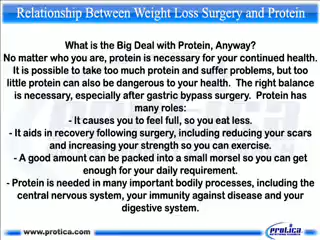 Relationship Between Weight Loss Surgery and Protein
What is the Big Deal with Protein, Anyway?
No matter who you are, protein is necessary for your continued health.
It is possible to take too much protein and suffer problems, but too
little protein can also be dangerous to your health. The right balance
is necessary, especially after gastric bypass surgery. Protein has
many roles:
- It causes you to feel full, so you eat less.
- It aids in recovery following surgery, including reducing your scars
and increasing your strength so you can exercise.
- A good amount can be packed into a small morsel so you can get
enough for your daily requirement.
- Protein is needed in many important bodily processes, including the
central nervous system, your immunity against disease and your
digestive system.
www.protica.com
protica